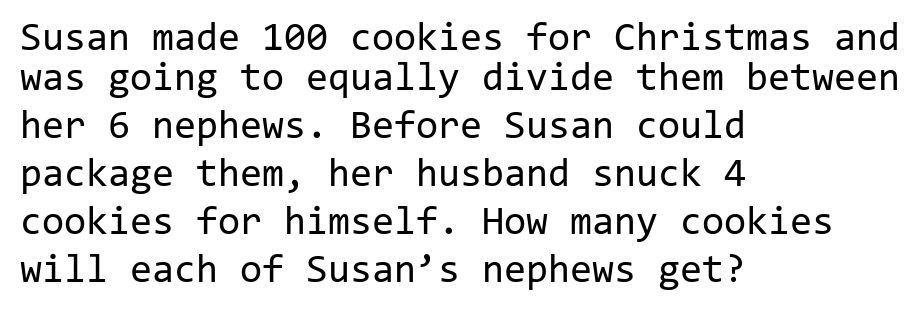 Susan made 100 cookies for Christmas and
was going to equally divide them between
her 6 nephews. Before Susan could
package them, her husband snuck 4
cookies for himself. How many cookies
will each of Susan’s nephews get?